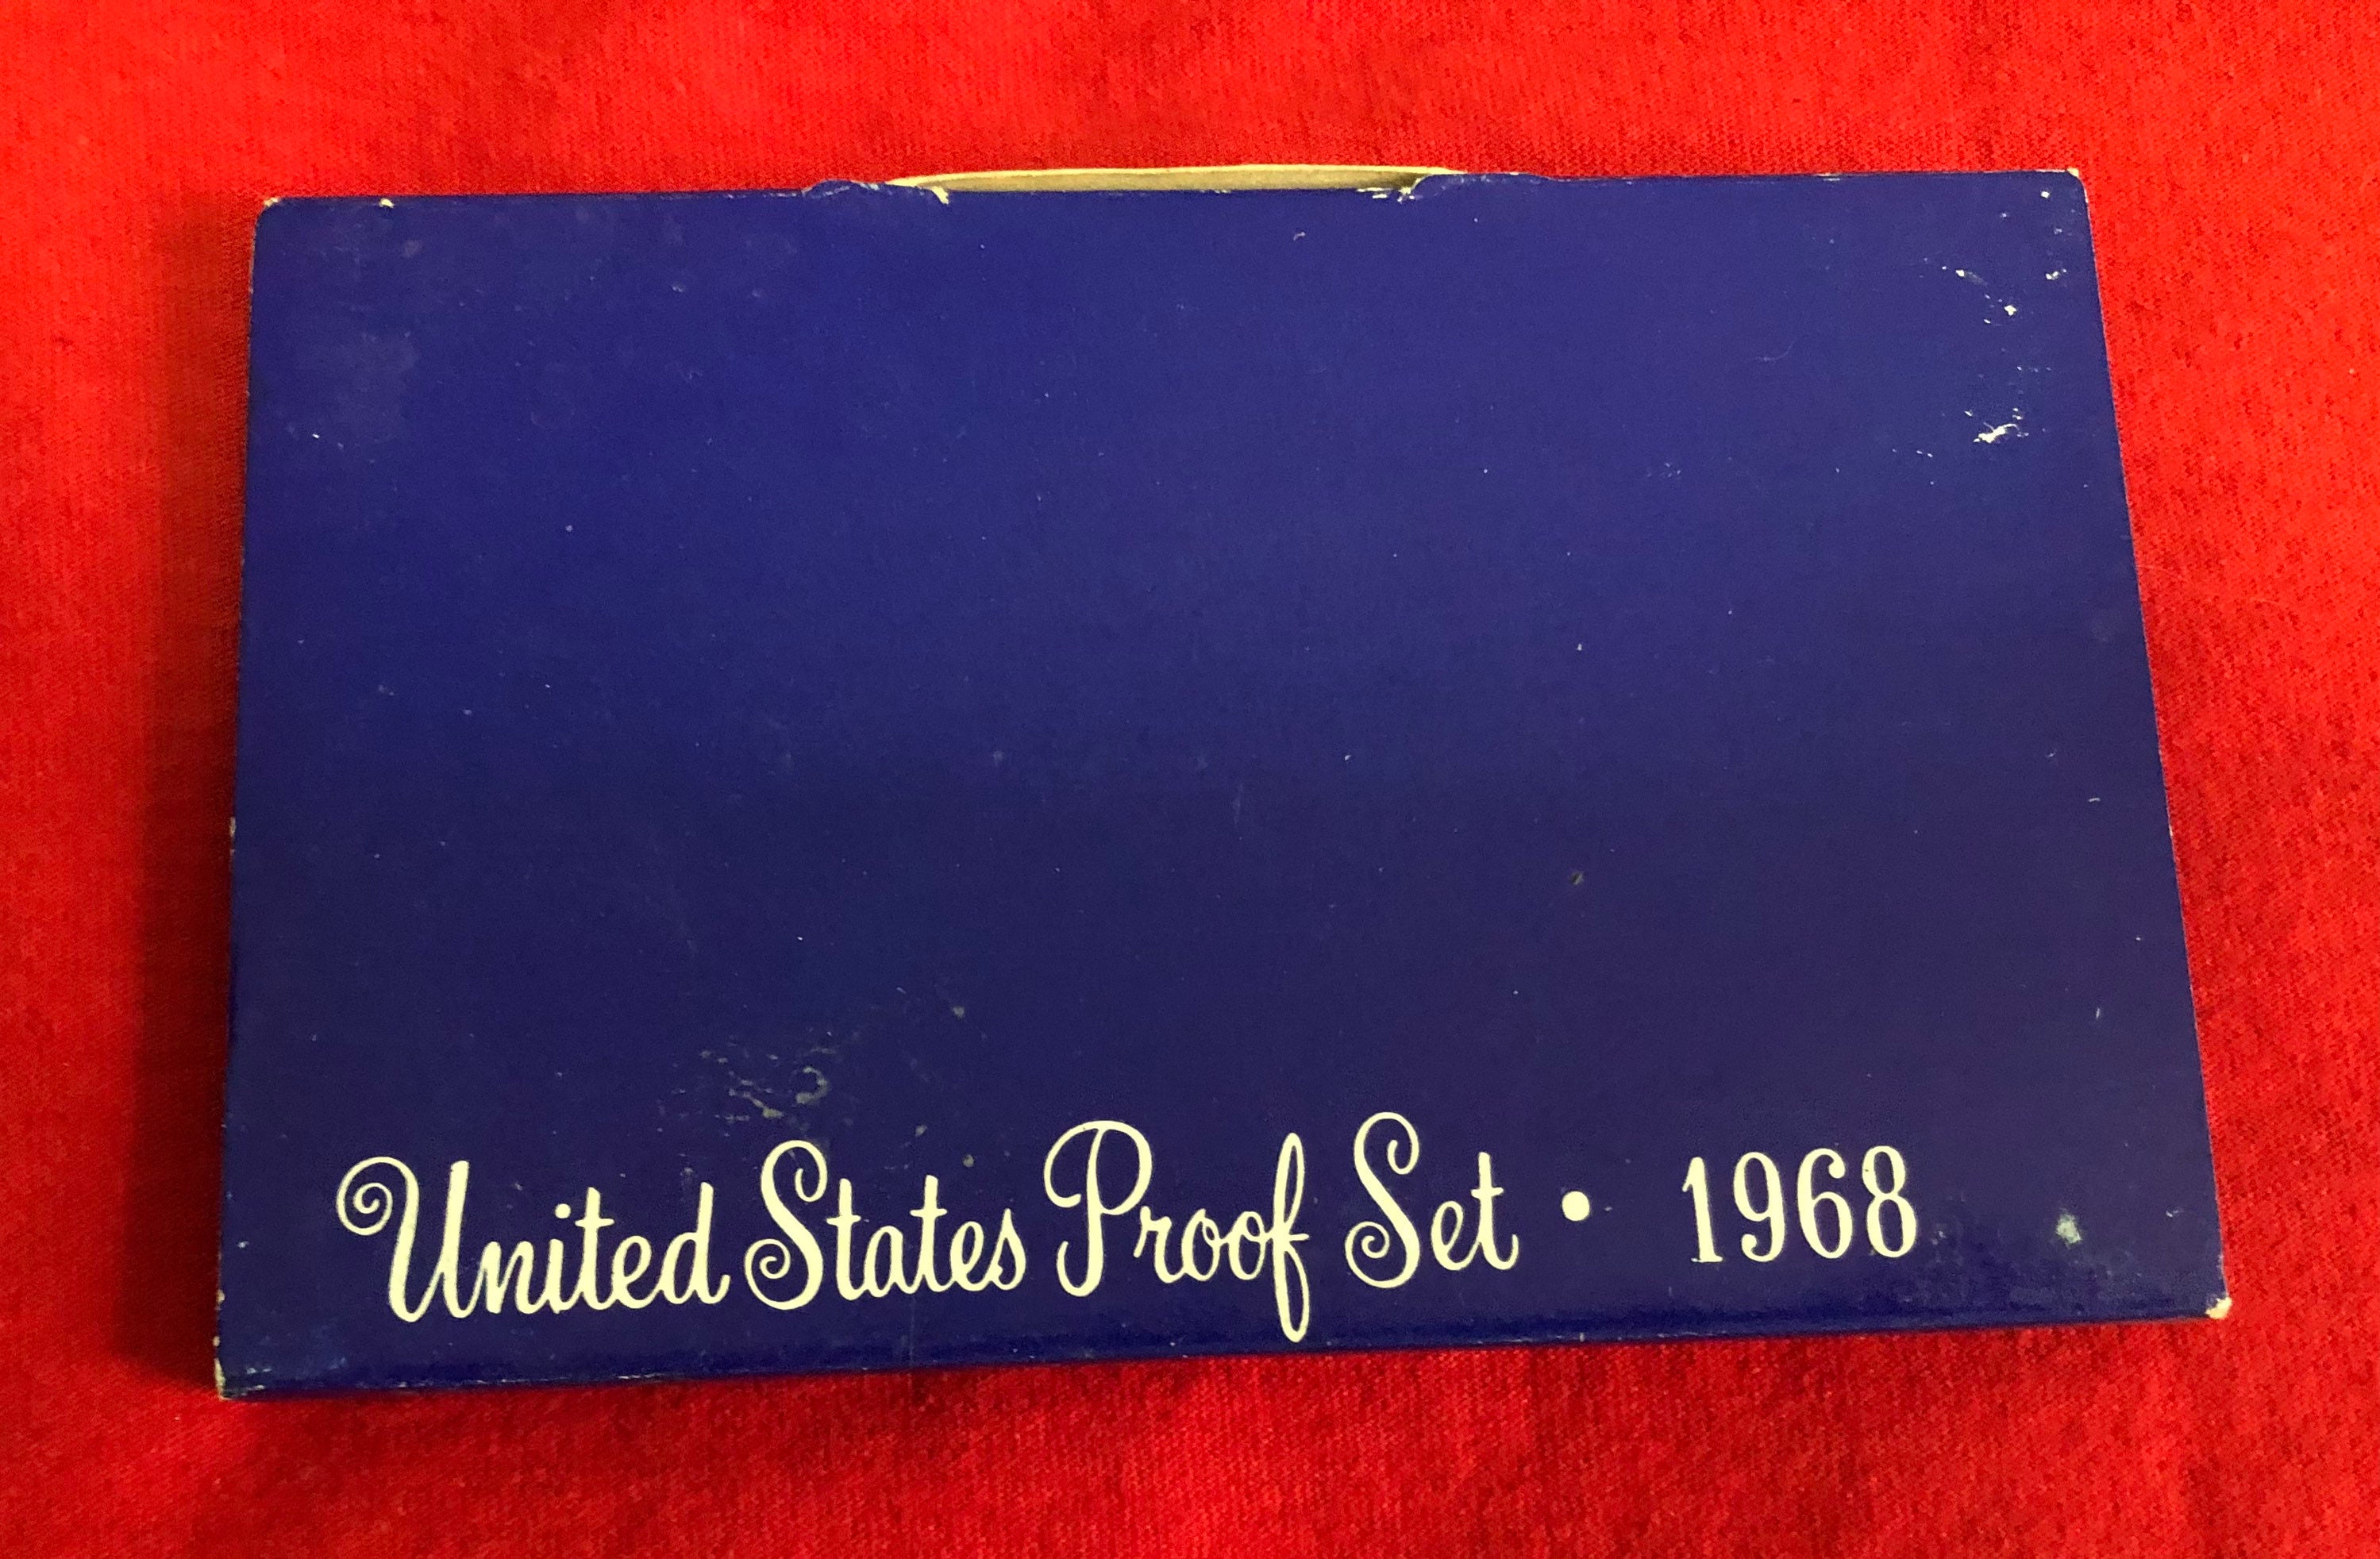 United States Proof Set • 1968